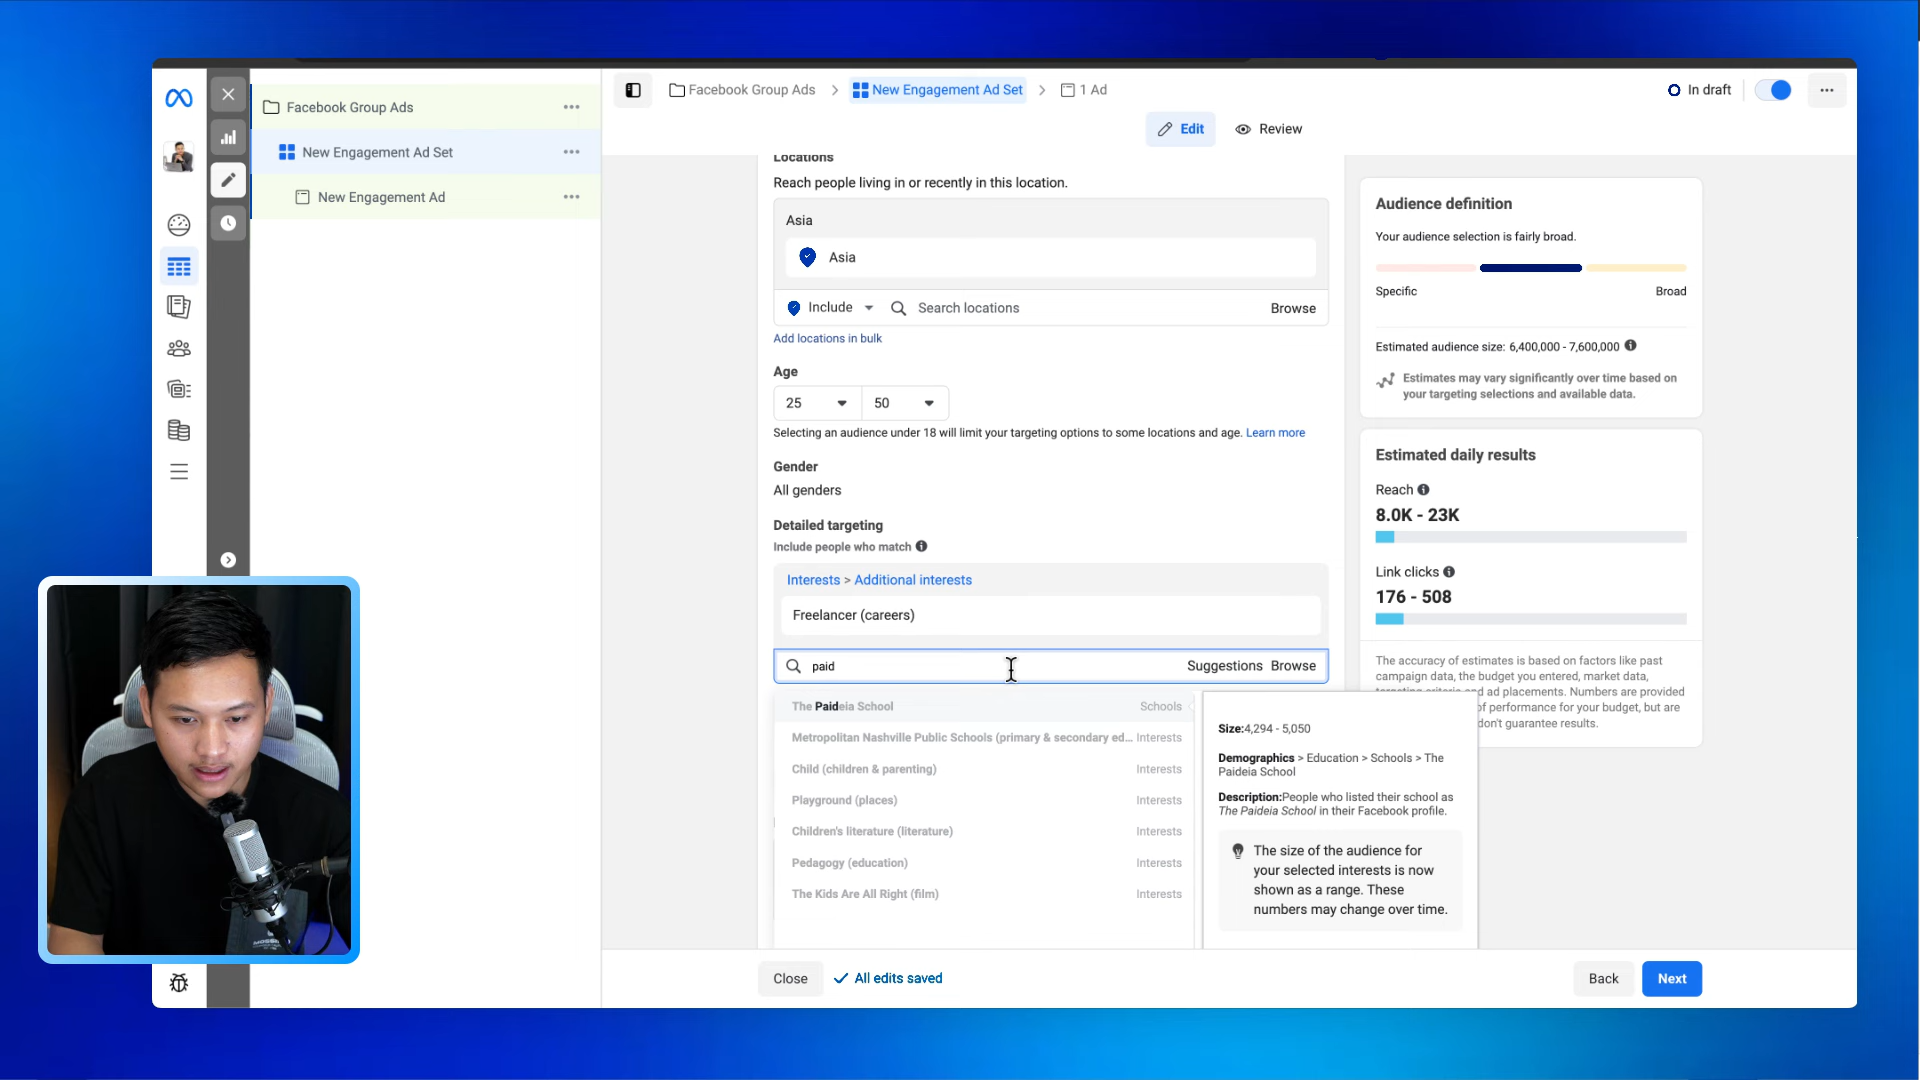 Facebook Group Ads
New Engagement Ad Set
New Engagement Ad
Facebook Group Ads
New Engagement Ad Set
1 Ad
In draft
Edit
Review
Locations
Reach people living in or recently in this location.
Asia
Asia
Include
Search locations
Browse
Add locations in bulk
Age
25
50
Selecting an audience under 18 will limit your targeting options to some locations and age. Learn more
Gender
All genders
Detailed targeting
Include people who match
Interests > Additional interests
Freelancer (careers)
paid
Suggestions
Browse
The Paideia School
Schools
Metropolitan Nashville Public Schools (primary & secondary ed...
Interests
Child (children & parenting)
Interests
Playground (places)
Interests
Children's literature (literature)
Interests
Pedagogy (education)
Interests
The Kids Are All Right (film)
Interests
Size:4,294 - 5,050
Demographics > Education > Schools > The
Paideia School
Description:People who listed their school as
The Paideia School in their Facebook profile.
The size of the audience for
your selected interests is now
shown as a range. These
numbers may change over time.
Audience definition
Your audience selection is fairly broad.
Specific
Broad
Estimated audience size: 6,400,000 - 7,600,000
Estimates may vary significantly over time based on
your targeting selections and available data.
Estimated daily results
Reach
8.0K - 23K
Link clicks
176 - 508
The accuracy of estimates is based on factors like past
campaign data, the budget you entered, market data,
targeting criteria and ad placements. Numbers are provided
of performance for your budget, but are
don't guarantee results.
Close
All edits saved
Back
Next